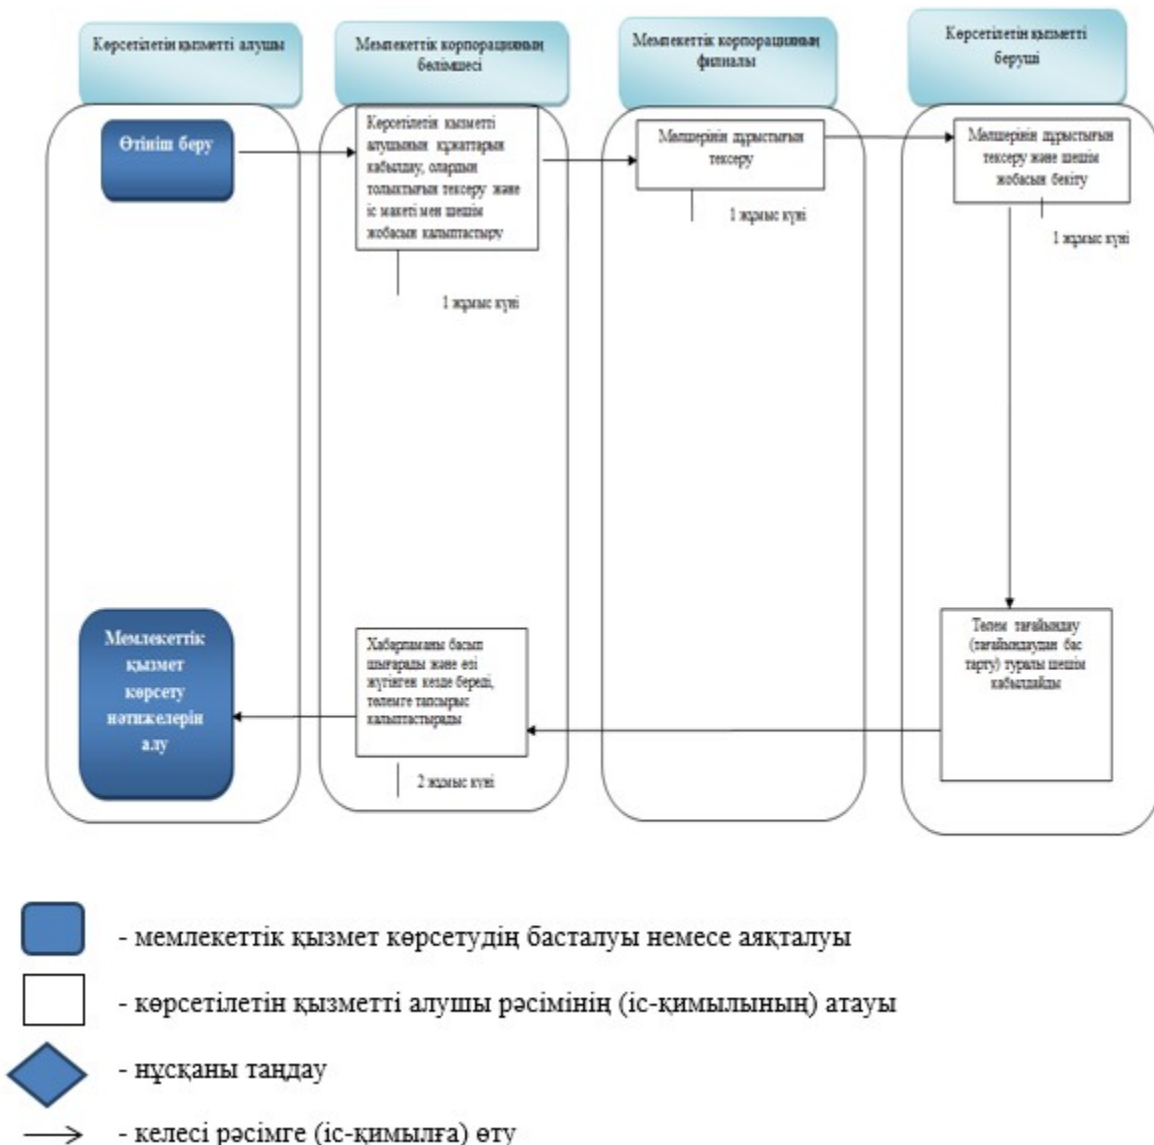 Көрсетілетін қызметті алушы
Мемлекеттік корпорацияның
бөлімшесі
Мемлекеттік корпорацияның
филиалы
Көрсетілетін қызметті
беруші
Өтініш беру
Көрсетілетін қызметті
алушының құжаттарын
қабылдау, олардың
толықтығын тексеру және
іс макеті мен шешім
жобасын қалыптастыру
1 жұмыс күні
Мөлшерінің дұрыстығын
тексеру
1 жұмыс күні
Мөлшерінің дұрыстығын
тексеру және шешім
жобасын бекіту
1 жұмыс күні
Төлем тағайындау
(тағайындаудан бас
тарту) туралы шешім
қабылдайды
Хабарламаны басып
шығарады және өзі
жүгінген кезде береді,
төлемге тапсырыс
қалыптастырады
2 жұмыс күні
Мемлекеттік
қызмет
көрсету
нәтижелерін
алу
- мемлекеттік қызмет көрсетудің басталуы немесе аяқталуы
- көрсетілетін қызметті алушы рәсімінің (іс-қимылының) атауы
- нұсқаны таңдау
- келесі рәсімге (іс-қимылға) өту